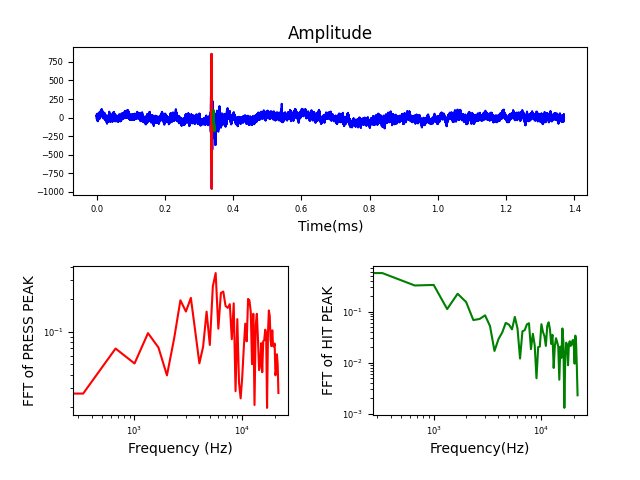 Amplitude
750
500
250
0
−250
−500
−750
−1000
0.0 0.2 0.4 0.6 0.8 1.0 1.2 1.4
Time(ms)
FFT of PRESS PEAK
10⁻¹
10³ 10⁴
Frequency (Hz)
FFT of HIT PEAK
10⁻¹
10⁻²
10⁻³
10³ 10⁴
Frequency(Hz)